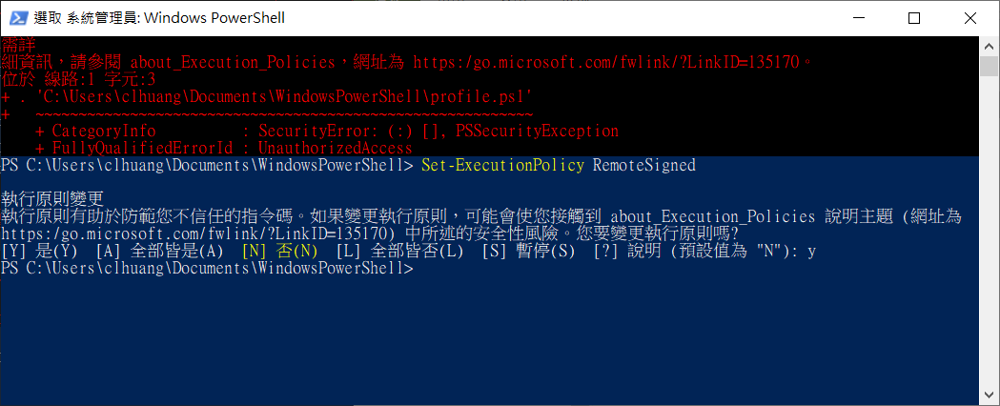 選取 系統管理員: Windows PowerShell
需詳
細資訊，請參閱 about_Execution_Policies，網址為 https:/go.microsoft.com/fwlink/?LinkID=135170。
位於 線路:1 字元:3
+ . 'C:\Users\clhuang\Documents\WindowsPowerShell\profile.ps1'
+   ~~~~~~~~~~~~~~~~~~~~~~~~~~~~~~~~~~~~~~~~~~~~~~~~~~~~~~~~~~
    + CategoryInfo          : SecurityError: (:) [], PSSecurityException
    + FullyQualifiedErrorId : UnauthorizedAccess
PS C:\Users\clhuang\Documents\WindowsPowerShell> Set-ExecutionPolicy RemoteSigned
執行原則變更
執行原則有助於防範您不信任的指令碼。如果變更執行原則，可能會使您接觸到 about_Execution_Policies 說明主題 (網址為
https:/go.microsoft.com/fwlink/?LinkID=135170) 中所述的安全性風險。您要變更執行原則嗎?
[Y] 是(Y)  [A] 全部皆是(A)  [N] 否(N)  [L] 全部皆否(L)  [S] 暫停(S)  [?] 說明 (預設值為 "N"): y
PS C:\Users\clhuang\Documents\WindowsPowerShell>